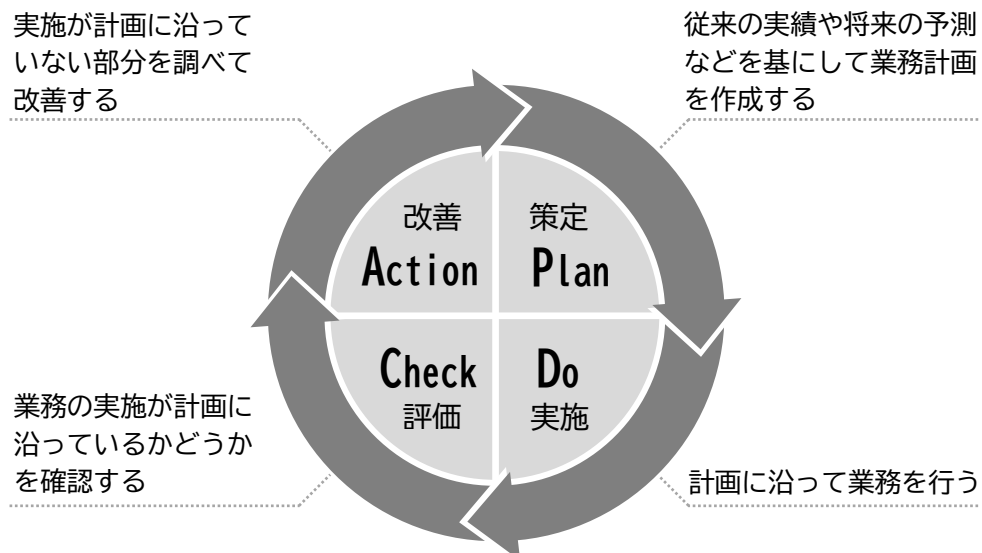 実施が計画に沿って
いない部分を調べて
改善する
従来の実績や将来の予測
などを基にして業務計画
を作成する
改善
Action
策定
Plan
Check
評価
Do
実施
業務の実施が計画に
沿っているかどうか
を確認する
計画に沿って業務を行う